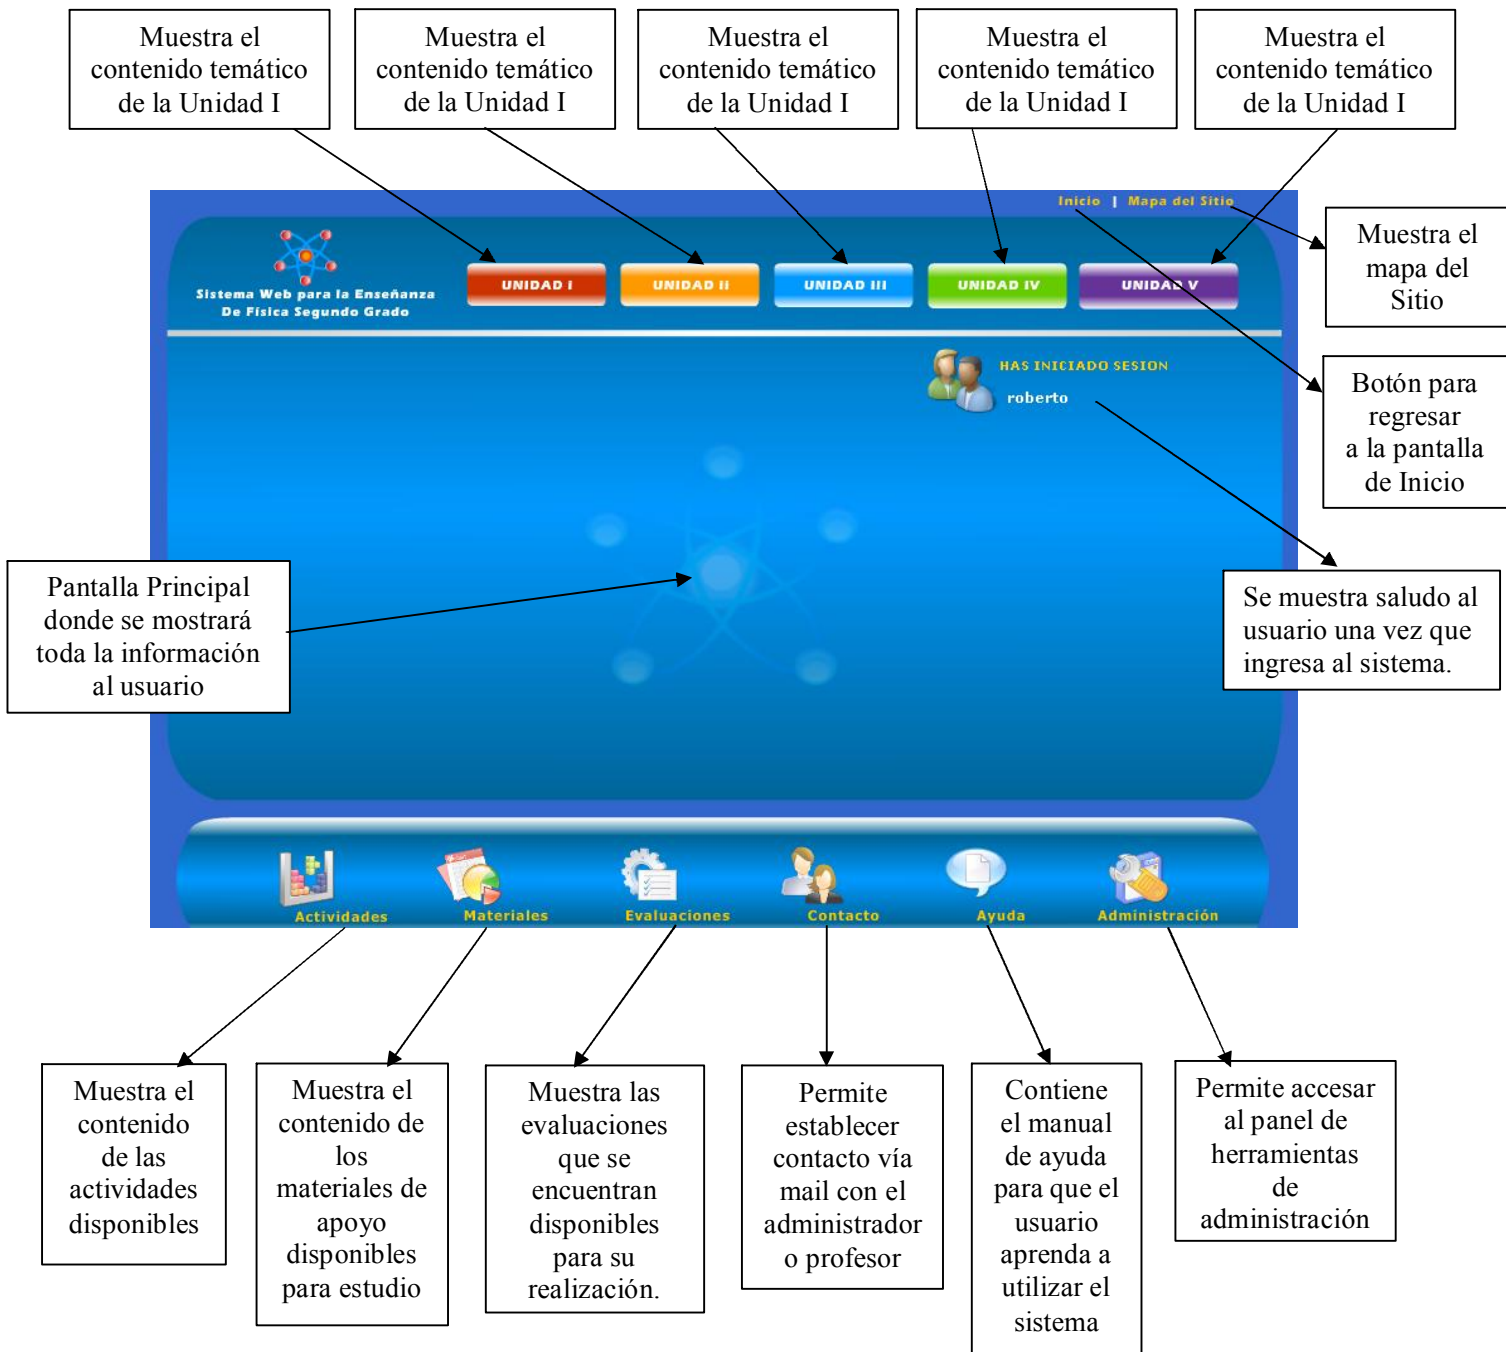 Muestra el
contenido temático
de la Unidad I
Muestra el
contenido temático
de la Unidad I
Muestra el
contenido temático
de la Unidad I
Muestra el
contenido temático
de la Unidad I
Muestra el
contenido temático
de la Unidad I
Inicio | Mapa del Sitio
Sistema Web para la Enseñanza
De Física Segundo Grado
UNIDAD I
UNIDAD II
UNIDAD III
UNIDAD IV
UNIDAD V
Muestra el
mapa del
Sitio
HAS INICIADO SESION
roberto
Botón para
regresar
a la pantalla
de Inicio
Pantalla Principal
donde se mostrará
toda la información
al usuario
Se muestra saludo al
usuario una vez que
ingresa al sistema.
Actividades
Materiales
Evaluaciones
Contacto
Ayuda
Administración
Muestra el
contenido
de las
actividades
disponibles
Muestra el
contenido de
los
materiales de
apoyo
disponibles
para estudio
Muestra las
evaluaciones
que se
encuentran
disponibles
para su
realización.
Permite
establecer
contacto vía
mail con el
administrador
o profesor
Contiene
el manual
de ayuda
para que el
usuario
aprenda a
utilizar el
sistema
Permite accesar
al panel de
herramientas
de
administración